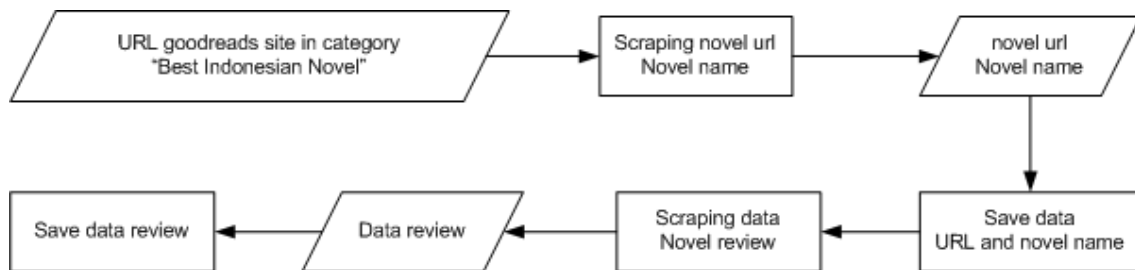 URL goodreads site in category
“Best Indonesian Novel”
Scraping novel url
Novel name
novel url
Novel name
Save data
URL and novel name
Scraping data
Novel review
Data review
Save data review